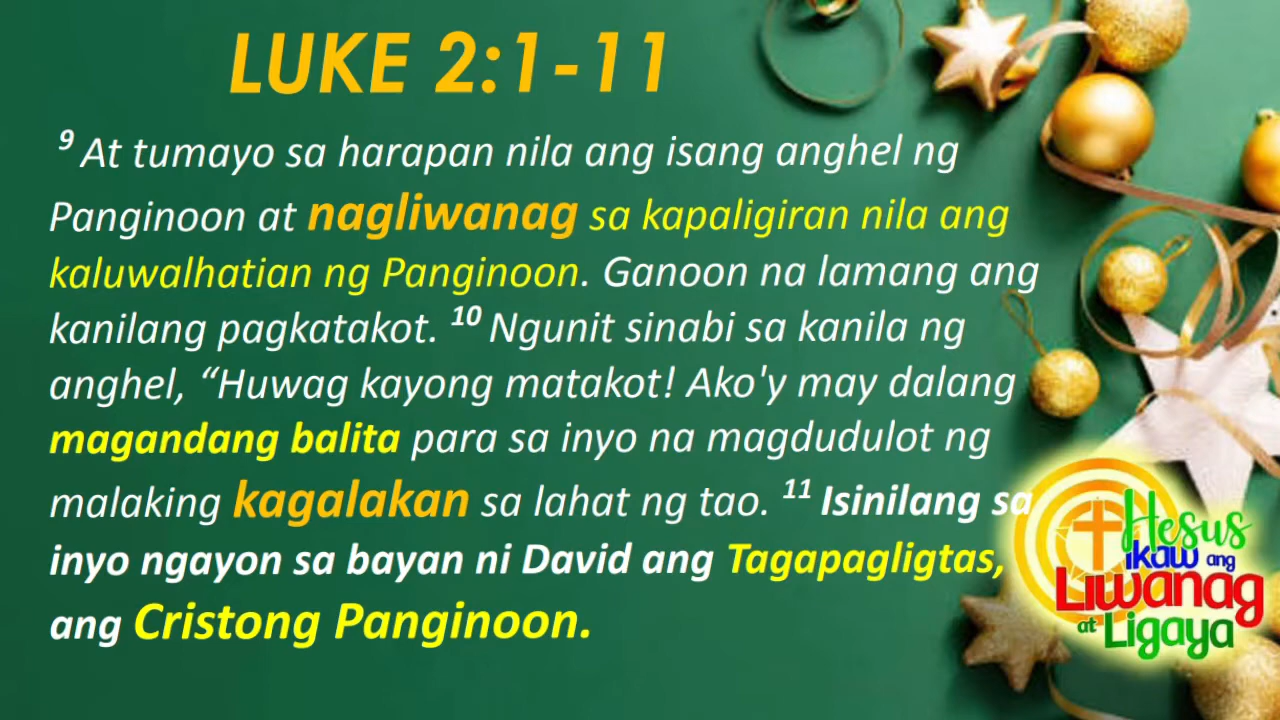 LUKE 2:1-11
9 At tumayo sa harapan nila ang isang anghel ng
Panginoon at nagliwanag sa kapaligiran nila ang
kaluwalhatian ng Panginoon. Ganoon na lamang ang
kanilang pagkatakot. 10 Ngunit sinabi sa kanila ng
anghel, “Huwag kayong matakot! Ako'y may dalang
magandang balita para sa inyo na magdudulot ng
malaking kagalakan sa lahat ng tao. 11 Isinilang sa
inyo ngayon sa bayan ni David ang Tagapagligtas,
ang Cristong Panginoon.
Hesus
ikaw ang
Liwanag
at Ligaya